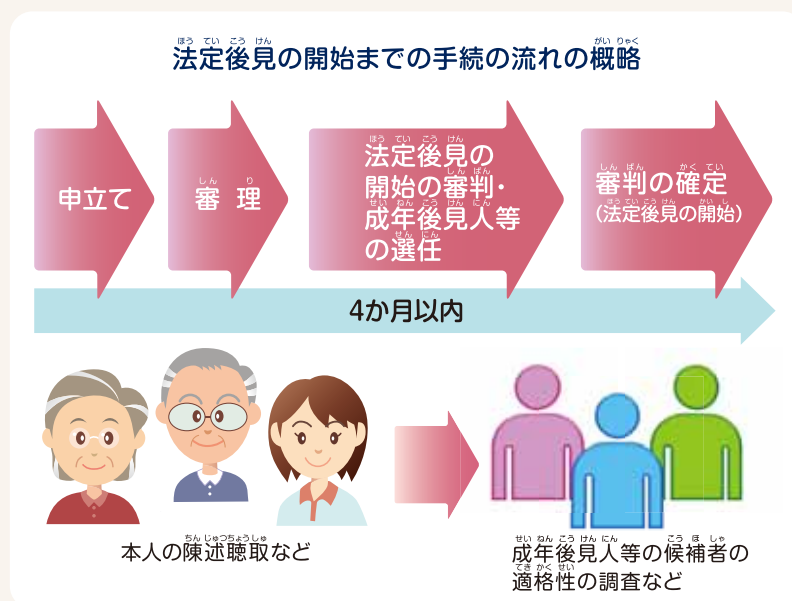 法定後見の開始までの手続の流れの概略
申立て
審理
法定後見の
開始の審判・
成年後見人等
の選任
審判の確定
（法定後見の開始）
4か月以内
本人の陳述聴取など
成年後見人等の候補者の
適格性の調査など